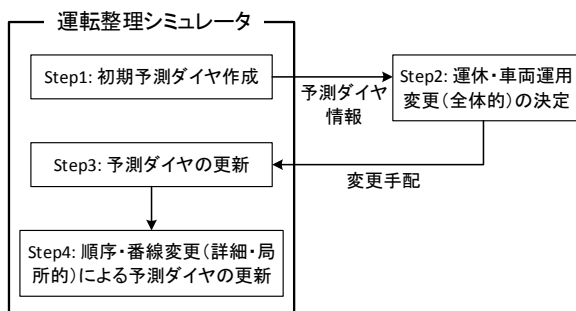 運転整理シミュレータ
Step1: 初期予測ダイヤ作成
予測ダイヤ
情報
Step2: 運休・車両運用
変更(全体的)の決定
Step3: 予測ダイヤの更新
変更手配
Step4: 順序・番線変更(詳細・局
所的)による予測ダイヤの更新